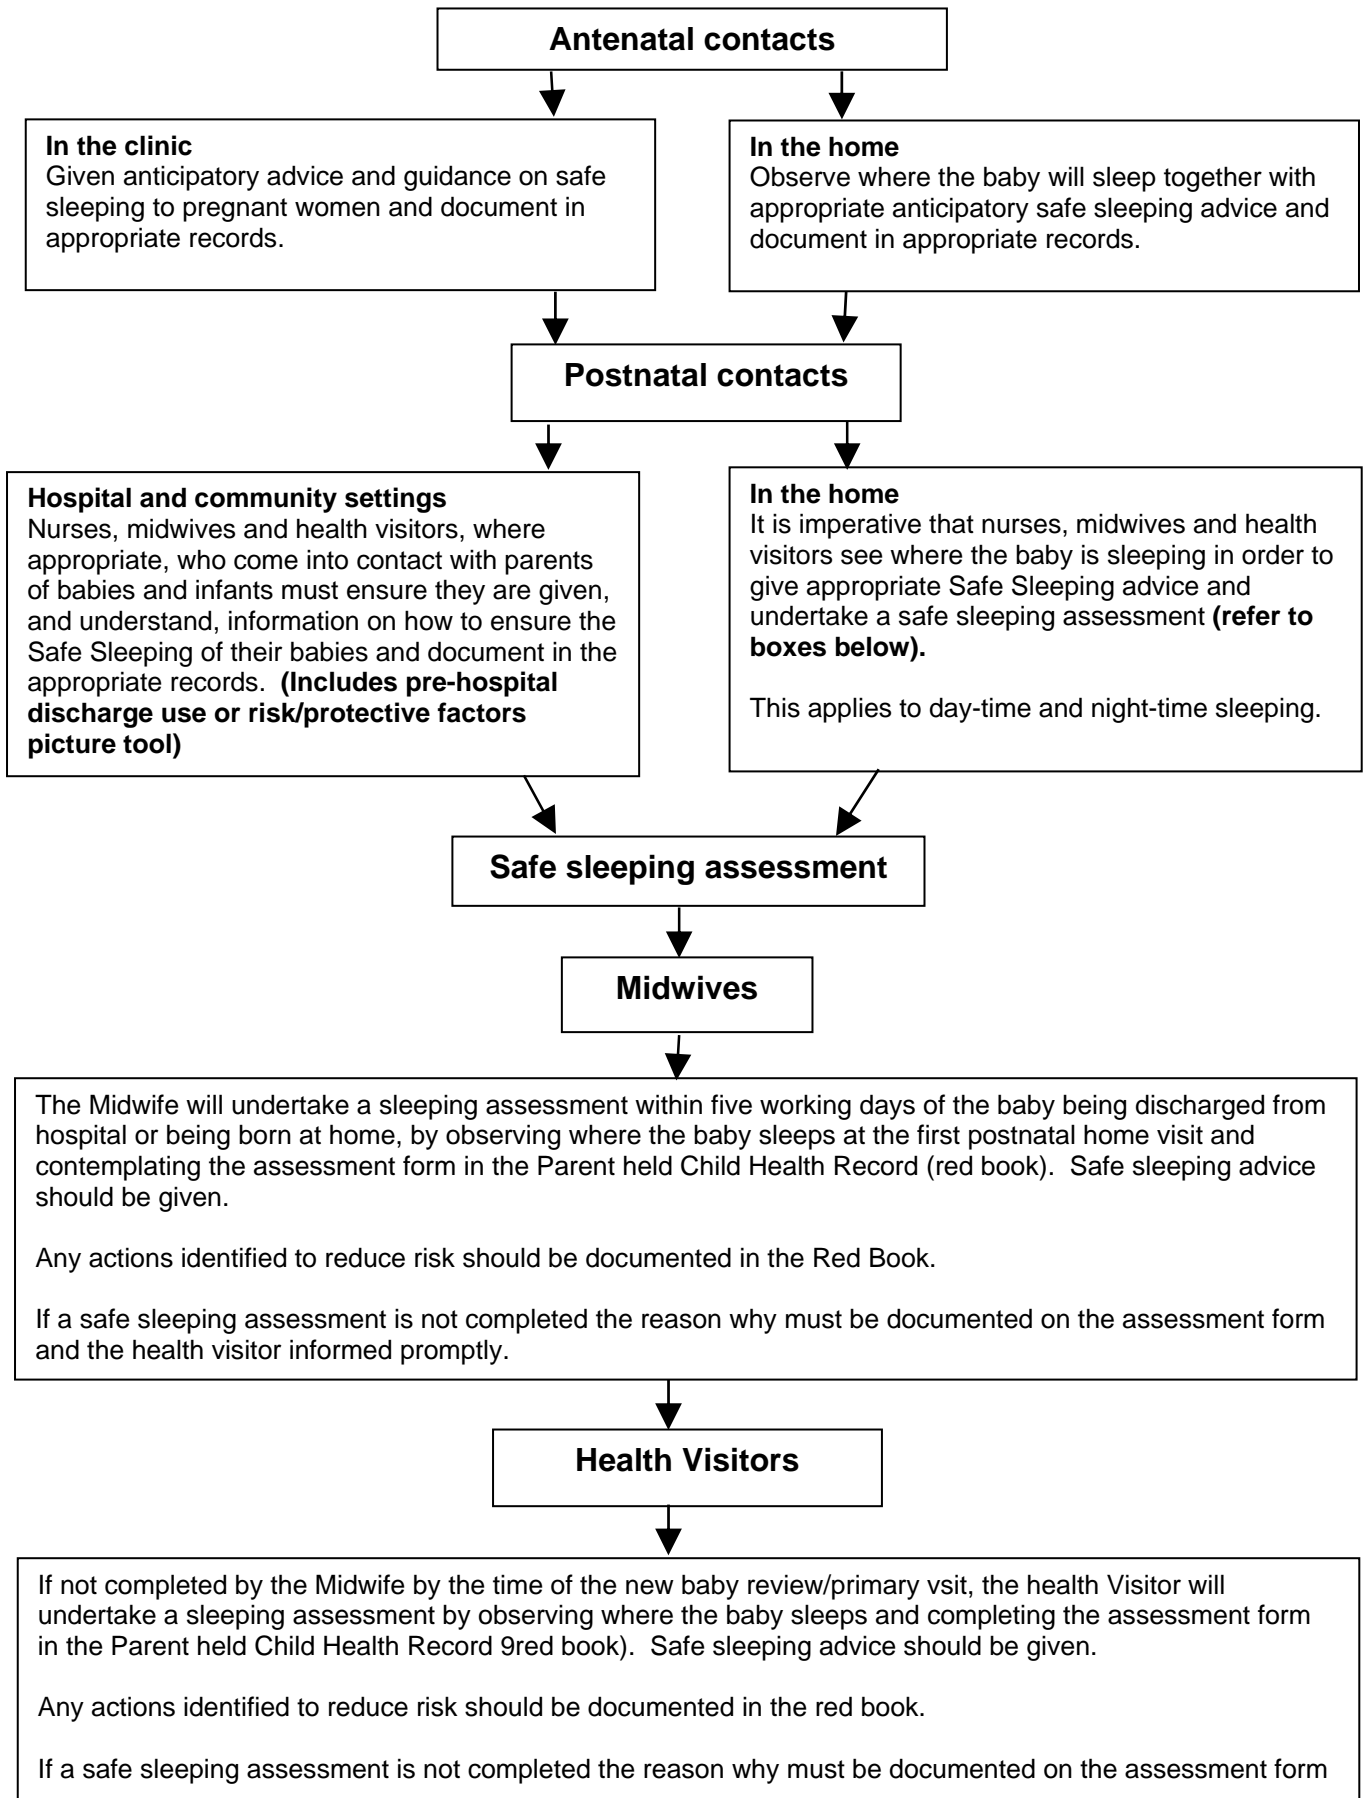 Antenatal contacts
In the clinic
Given anticipatory advice and guidance on safe
sleeping to pregnant women and document in
appropriate records.
In the home
Observe where the baby will sleep together with
appropriate anticipatory safe sleeping advice and
document in appropriate records.
Postnatal contacts
Hospital and community settings
Nurses, midwives and health visitors, where
appropriate, who come into contact with parents
of babies and infants must ensure they are given,
and understand, information on how to ensure the
Safe Sleeping of their babies and document in the
appropriate records.  (Includes pre-hospital
discharge use or risk/protective factors
picture tool)
In the home
It is imperative that nurses, midwives and health
visitors see where the baby is sleeping in order to
give appropriate Safe Sleeping advice and
undertake a safe sleeping assessment (refer to
boxes below).
This applies to day-time and night-time sleeping.
Safe sleeping assessment
Midwives
The Midwife will undertake a sleeping assessment within five working days of the baby being discharged from
hospital or being born at home, by observing where the baby sleeps at the first postnatal home visit and
contemplating the assessment form in the Parent held Child Health Record (red book).  Safe sleeping advice
should be given.
Any actions identified to reduce risk should be documented in the Red Book.
If a safe sleeping assessment is not completed the reason why must be documented on the assessment form
and the health visitor informed promptly.
Health Visitors
If not completed by the Midwife by the time of the new baby review/primary vsit, the health Visitor will
undertake a sleeping assessment by observing where the baby sleeps and completing the assessment form
in the Parent held Child Health Record 9red book).  Safe sleeping advice should be given.
Any actions identified to reduce risk should be documented in the red book.
If a safe sleeping assessment is not completed the reason why must be documented on the assessment form